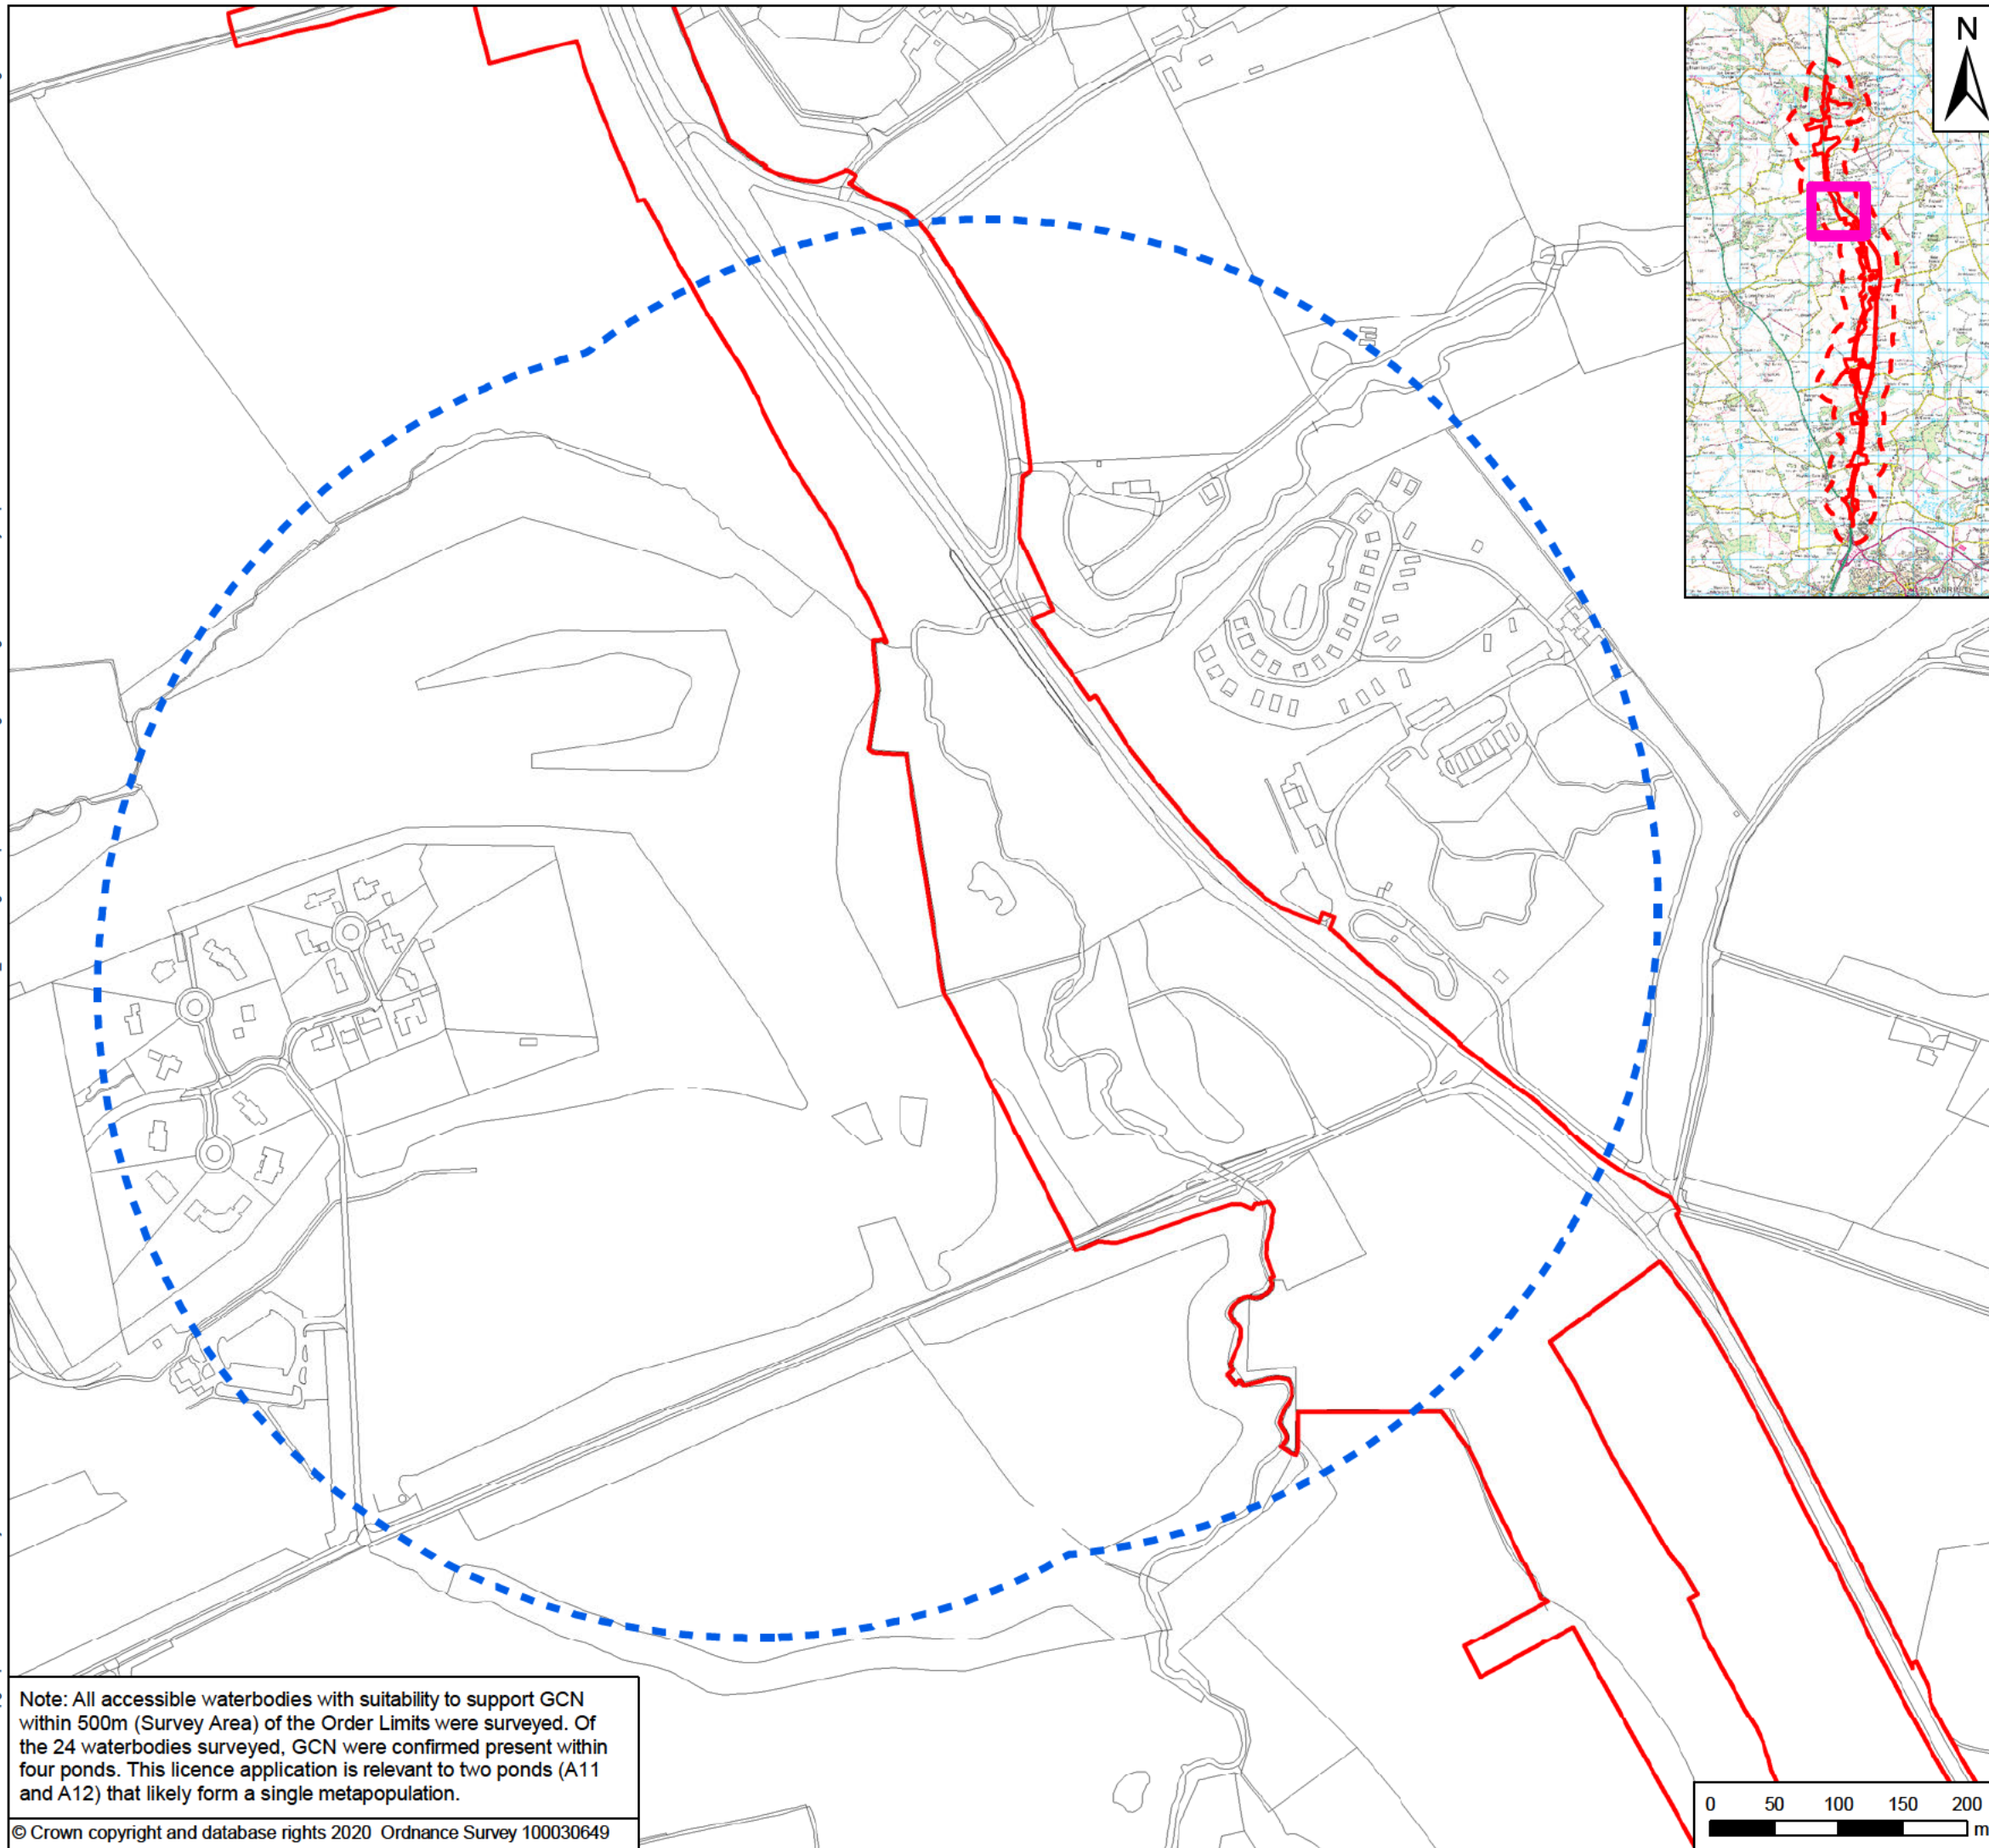 N
MORPETH
Note: All accessible waterbodies with suitability to support GCN
within 500m (Survey Area) of the Order Limits were surveyed. Of
the 24 waterbodies surveyed, GCN were confirmed present within
four ponds. This licence application is relevant to two ponds (A11
and A12) that likely form a single metapopulation.
© Crown copyright and database rights 2020 Ordnance Survey 100030649
0 50 100 150 200
m